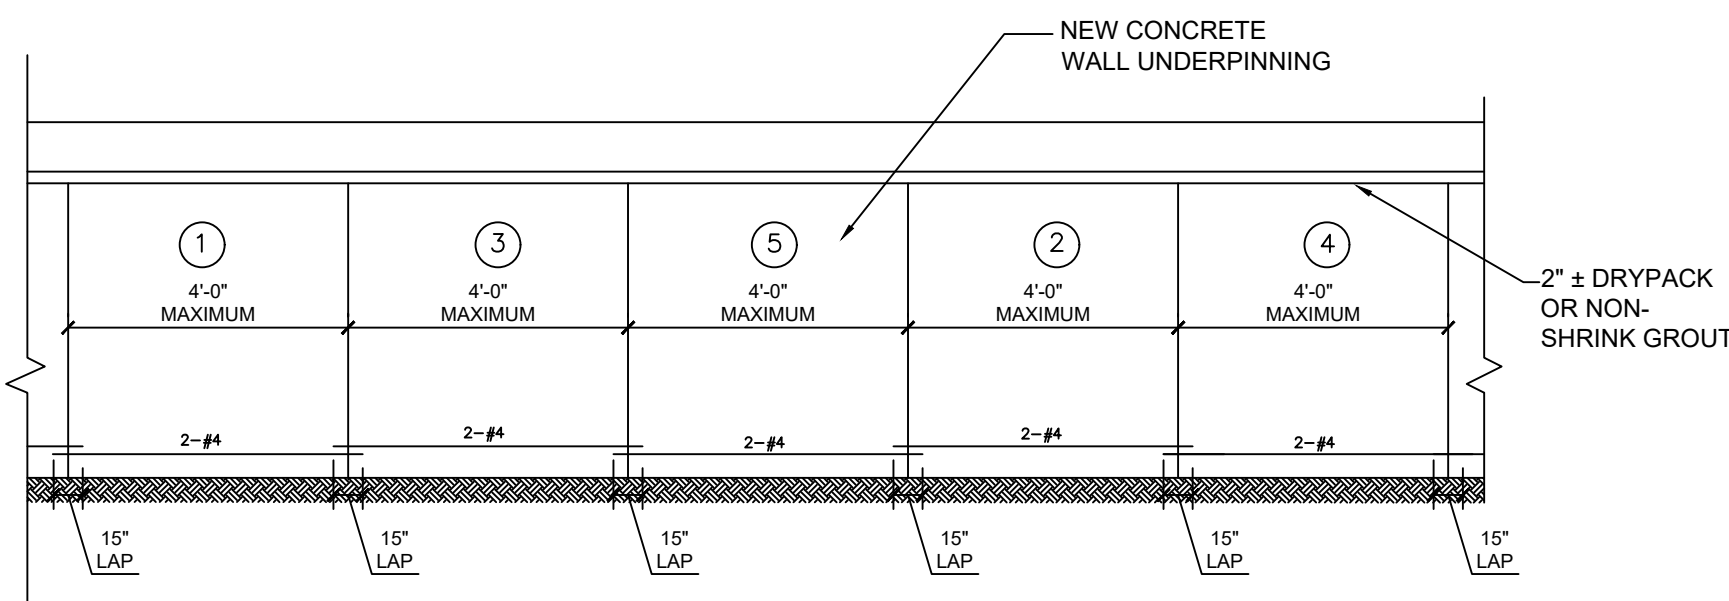 NEW CONCRETE
WALL UNDERPINNING
1
3
5
2
4
4'-0"
MAXIMUM
4'-0"
MAXIMUM
4'-0"
MAXIMUM
4'-0"
MAXIMUM
4'-0"
MAXIMUM
2" ± DRYPACK
OR NON-
SHRINK GROUT
2-#4
2-#4
2-#4
2-#4
2-#4
15"
LAP
15"
LAP
15"
LAP
15"
LAP
15"
LAP
15"
LAP